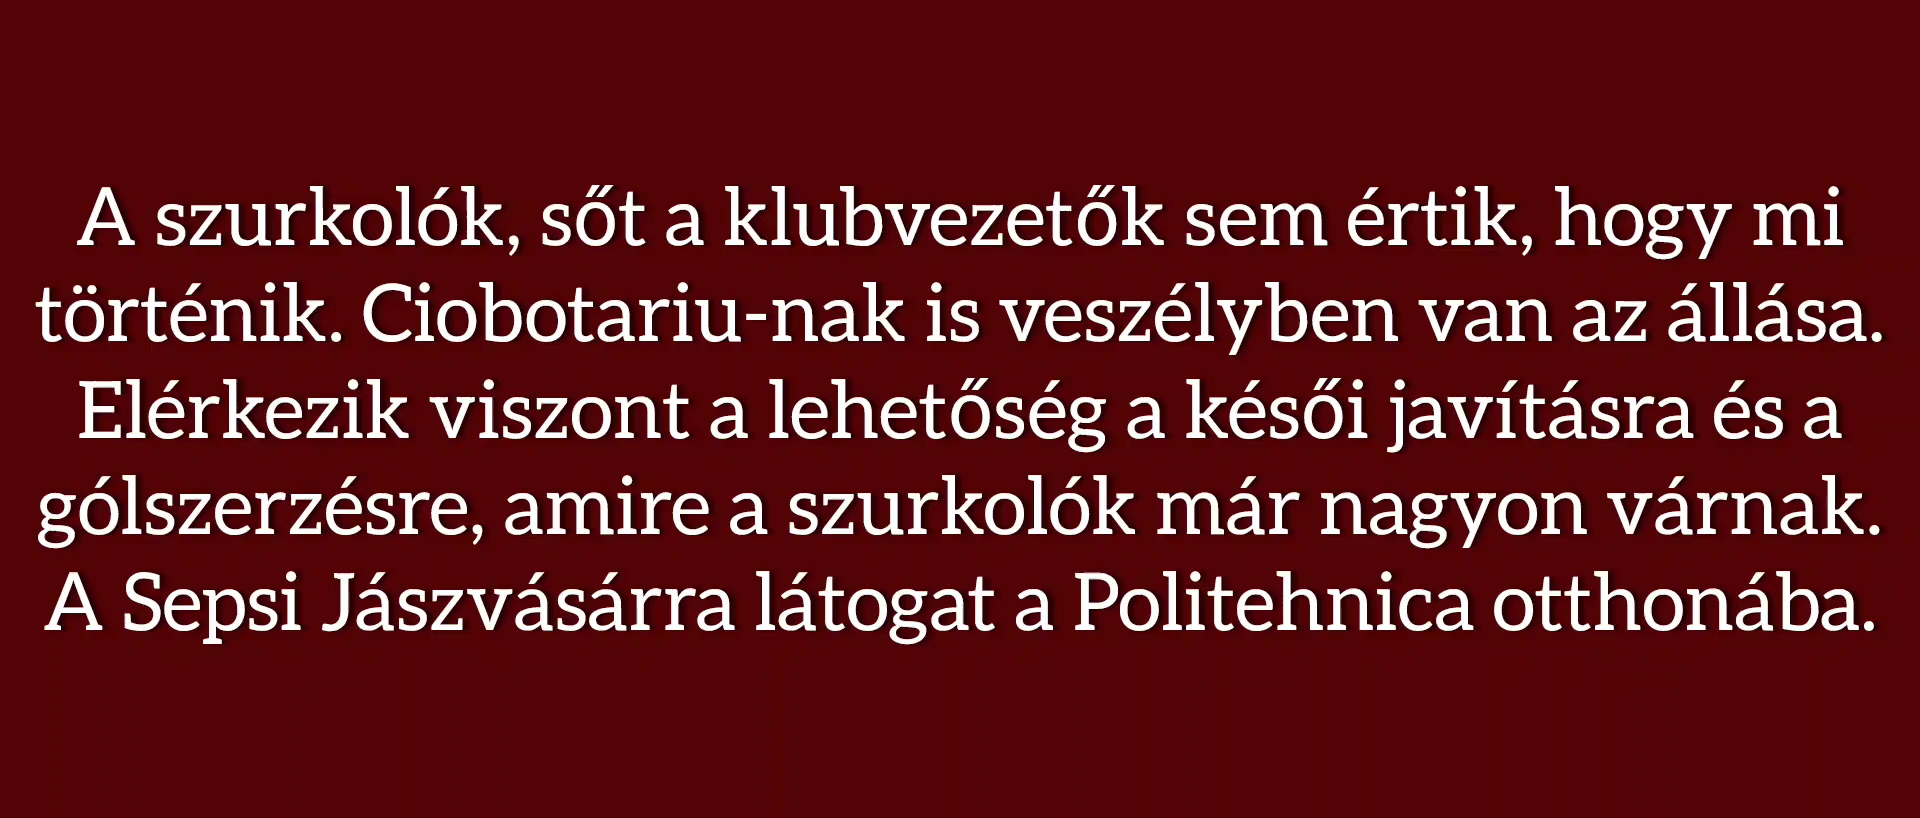 A szurkolók, sőt a klubvezetők sem értik, hogy mi
történik. Ciobotariu-nak is veszélyben van az állása.
Elérkezik viszont a lehetőség a késői javításra és a
gólszerzésre, amire a szurkolók már nagyon várnak.
A Sepsi Jászvásárra látogat a Politehnica otthonába.